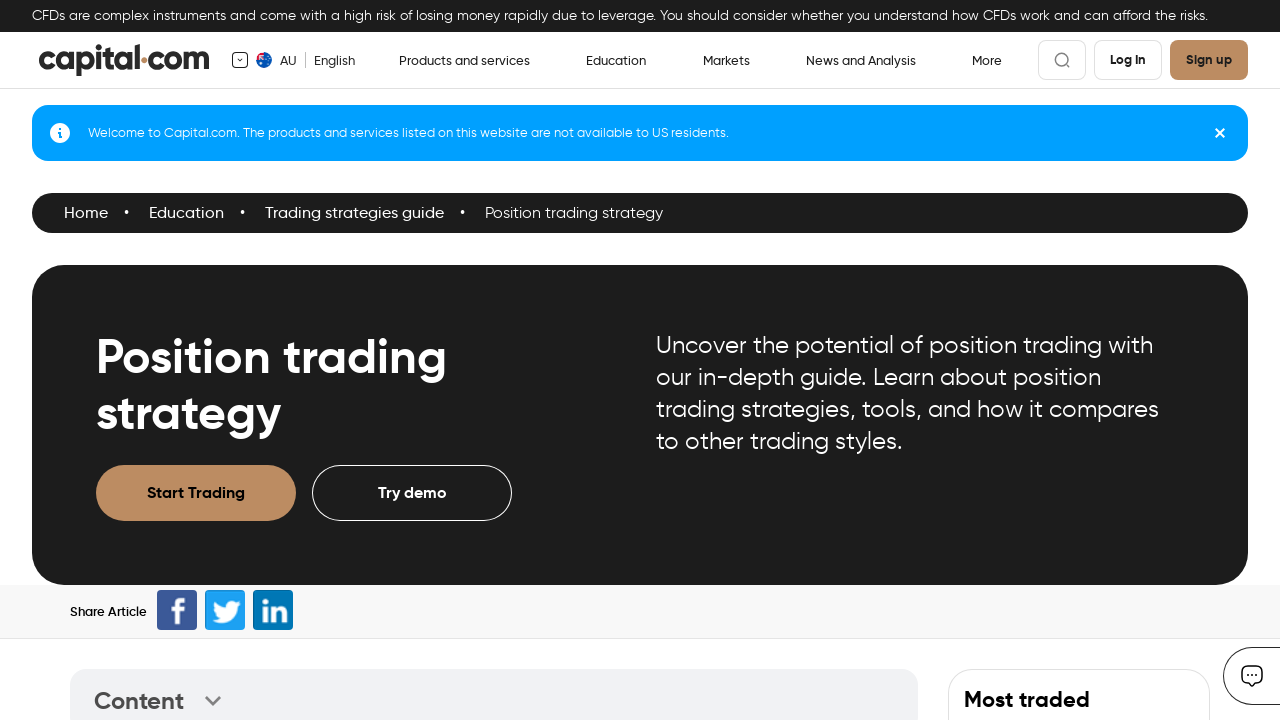 CFDs are complex instruments and come with a high risk of losing money rapidly due to leverage. You should consider whether you understand how CFDs work and can afford the risks.
capital.com
AU
English
Products and services
Education
Markets
News and Analysis
More
Log In
Sign up
Welcome to Capital.com. The products and services listed on this website are not available to US residents.
Home • Education • Trading strategies guide • Position trading strategy
Position trading
strategy
Start Trading
Try demo
Uncover the potential of position trading with
our in-depth guide. Learn about position
trading strategies, tools, and how it compares
to other trading styles.
Share Article
Content
Most traded